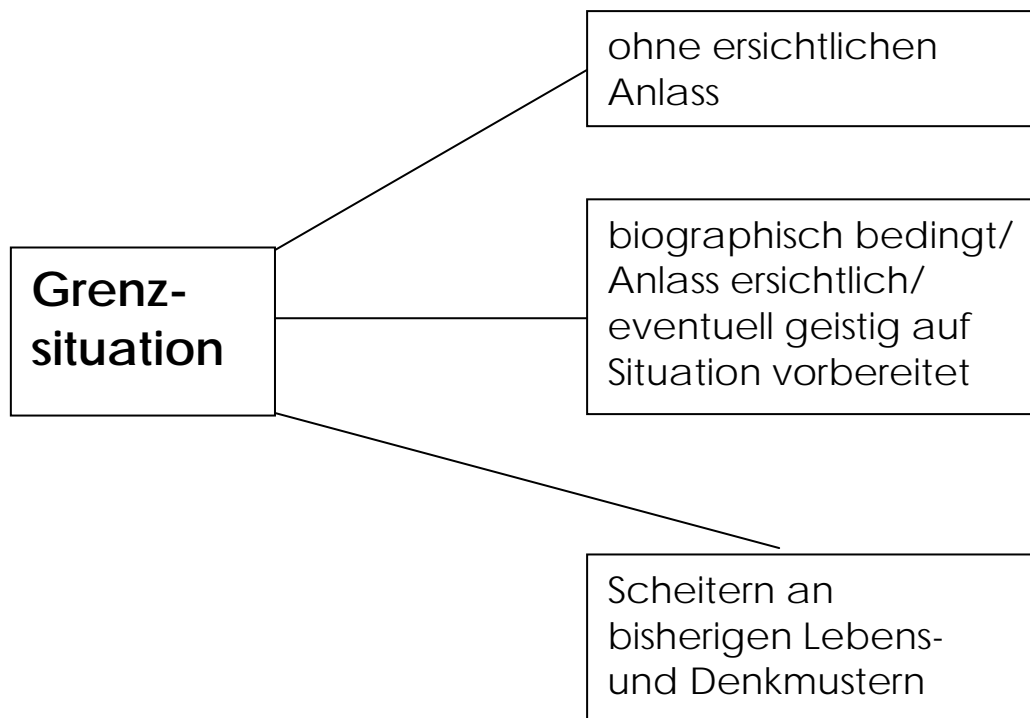 ohne ersichtlichen
Anlass
Grenz-
situation
biographisch bedingt/
Anlass ersichtlich/
eventuell geistig auf
Situation vorbereitet
Scheitern an
bisherigen Lebens-
und Denkmustern